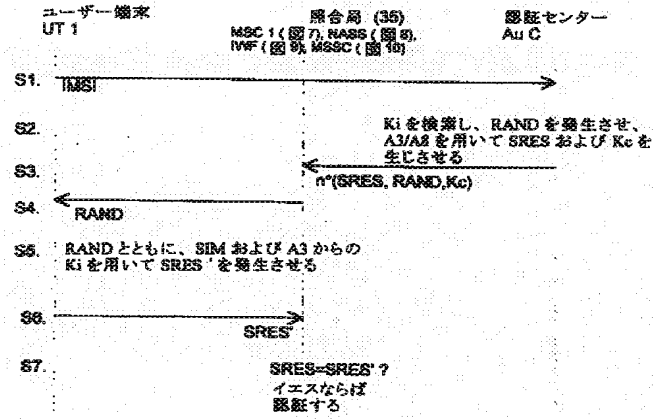 ユーザー端末
UT 1
照合局 (35)
MSC 1 ( 図 7), NASS ( 図 8),
IWF ( 図 9), MSSC ( 図 10)
認証センター
Au C
S1.
IMSI
S2.
Ki を検索し、RAND を発生させ、
A3/A8 を用いて SRES および Kc を
生じさせる
S3.
n*(SRES, RAND,Kc)
S4.
RAND
S5.
RAND とともに、SIM および A3 からの
Ki を用いて SRES ' を発生させる
S6.
SRES'
S7.
SRES=SRES' ?
イエスならば
認証する